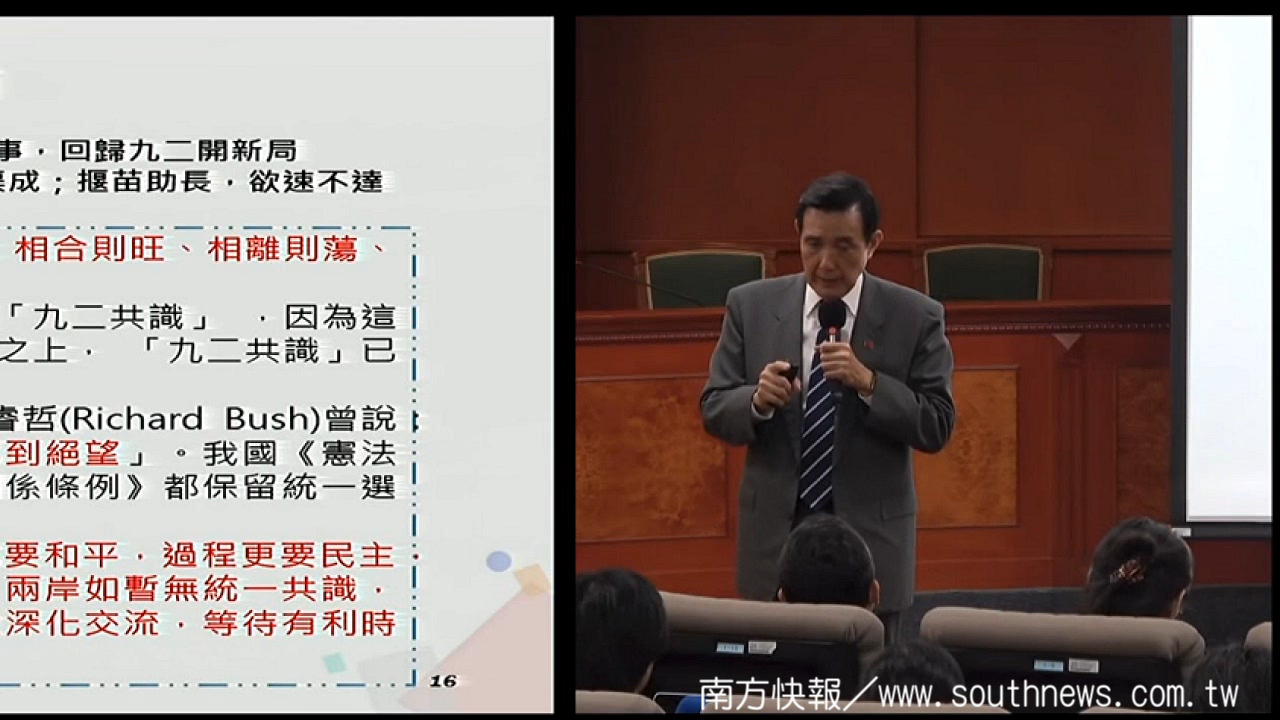 事，回歸九二開新局
成；揠苗助長，欲速不達
相合則旺、相離則蕩、
「九二共識」，因為這
之上，「九二共識」已
睿哲(Richard Bush)曾說：
到絕望」。我國《憲法
係條例》都保留統一選
要和平，過程更要民主．
兩岸如暫無統一共識，
深化交流，等待有利時
16
南方快報／www.southnews.com.tw